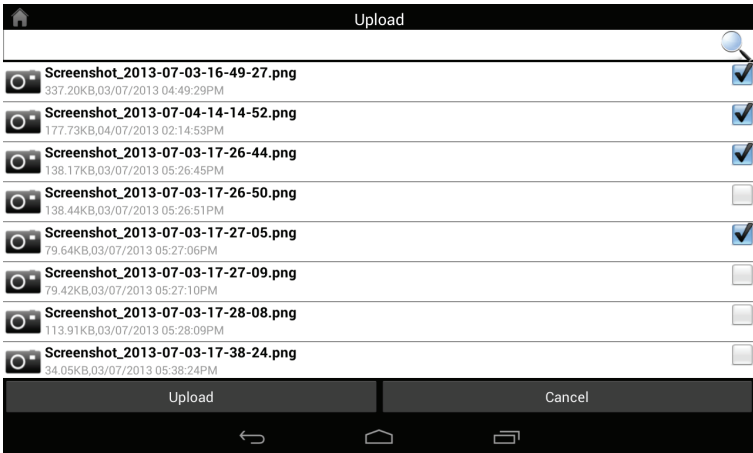 Upload
Screenshot_2013-07-03-16-49-27.png
337.20KB,03/07/2013 04:49:29PM
Screenshot_2013-07-04-14-14-52.png
177.73KB,04/07/2013 02:14:53PM
Screenshot_2013-07-03-17-26-44.png
138.17KB,03/07/2013 05:26:45PM
Screenshot_2013-07-03-17-26-50.png
138.44KB,03/07/2013 05:26:51PM
Screenshot_2013-07-03-17-27-05.png
79.64KB,03/07/2013 05:27:06PM
Screenshot_2013-07-03-17-27-09.png
79.42KB,03/07/2013 05:27:10PM
Screenshot_2013-07-03-17-28-08.png
113.91KB,03/07/2013 05:28:09PM
Screenshot_2013-07-03-17-38-24.png
34.05KB,03/07/2013 05:38:24PM
Upload Cancel